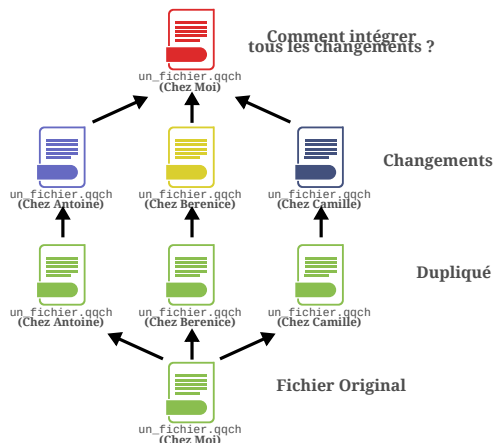 Comment intégrer
tous les changements ?
un_fichier.qqch
(Chez Moi)
Changements
un_fichier.qqch un_fichier.qqch un_fichier.qqch
(Chez Antoine) (Chez Berenice) (Chez Camille)
Dupliqué
un_fichier.qqch un_fichier.qqch un_fichier.qqch
(Chez Antoine) (Chez Berenice) (Chez Camille)
Fichier Original
un_fichier.qqch
(Chez Moi)